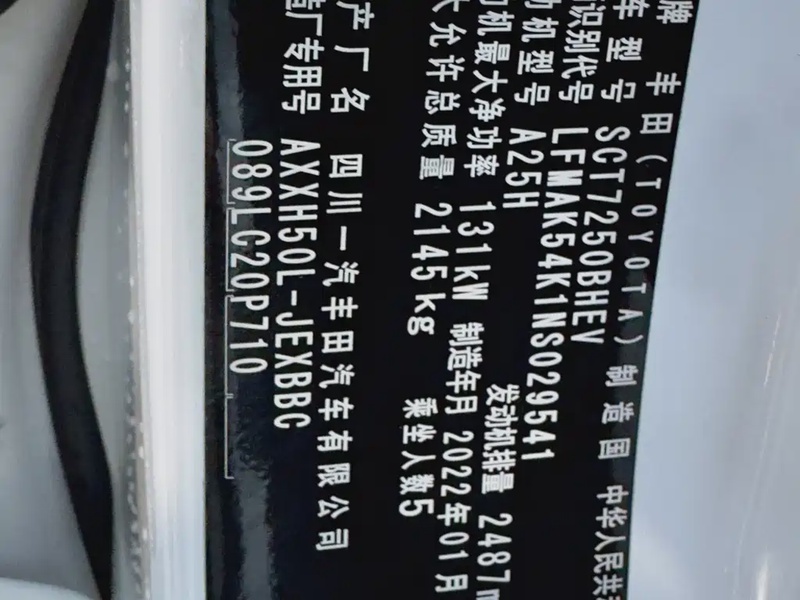 牌 丰田(TOYOTA) 制造国 中华人民共
车型号 SCT7250BHEV
识别代号 LFMAK54K1NS029541
动机型号 A25H 发动机排量 2487m
机最大净功率 131kW 制造年月 2022年01月
大允许总质量 2145kg 乘坐人数5
产厂名 四川一汽丰田汽车有限公司
造厂专用号 AXXH50L-JEXBBC
089LC20P710